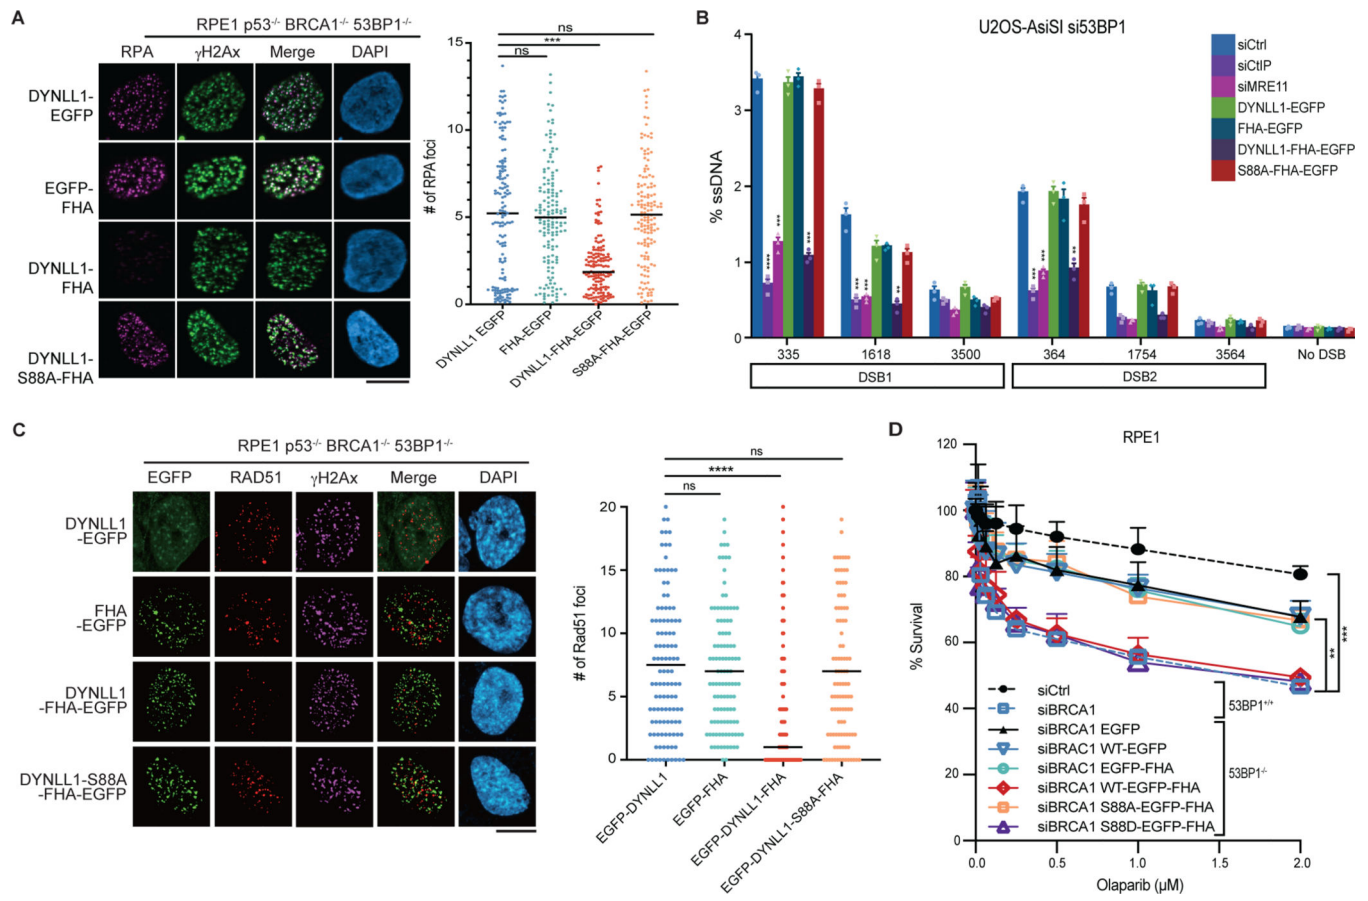 A
RPE1 p53-/- BRCA1-/- 53BP1-/-
RPA γH2Ax Merge DAPI
DYNLL1-
EGFP
EGFP-
FHA
DYNLL1-
FHA
DYNLL1-
S88A-FHA
ns
***
ns
# of RPA foci
15
10
5
0
DYNLL1 EGFP
FHA-EGFP
DYNLL1-FHA-EGFP
S88A-FHA-EGFP
B
U2OS-AsiSI si53BP1
% ssDNA
4
3
2
1
0
siCtrl
siCtIP
siMRE11
DYNLL1-EGFP
FHA-EGFP
DYNLL1-FHA-EGFP
S88A-FHA-EGFP
****
***
***
***
***
**
***
***
**
335 1618 3500 364 1754 3564 No DSB
DSB1 DSB2
C
RPE1 p53-/- BRCA1-/- 53BP1-/-
EGFP RAD51 γH2Ax Merge DAPI
DYNLL1
-EGFP
FHA
-EGFP
DYNLL1
-FHA-EGFP
DYNLL1-S88A
-FHA-EGFP
ns
****
ns
# of Rad51 foci
20
15
10
5
0
EGFP-DYNLL1
EGFP-FHA
EGFP-DYNLL1-FHA
EGFP-DYNLL1-S88A-FHA
D
RPE1
% Survival
120
100
80
60
40
20
0
***
**
siCtrl
siBRCA1
53BP1+/+
siBRCA1 EGFP
siBRAC1 WT-EGFP
siBRAC1 EGFP-FHA
siBRCA1 WT-EGFP-FHA
siBRCA1 S88A-EGFP-FHA
siBRCA1 S88D-EGFP-FHA
53BP1-/-
0.0 0.5 1.0 1.5 2.0
Olaparib (µM)